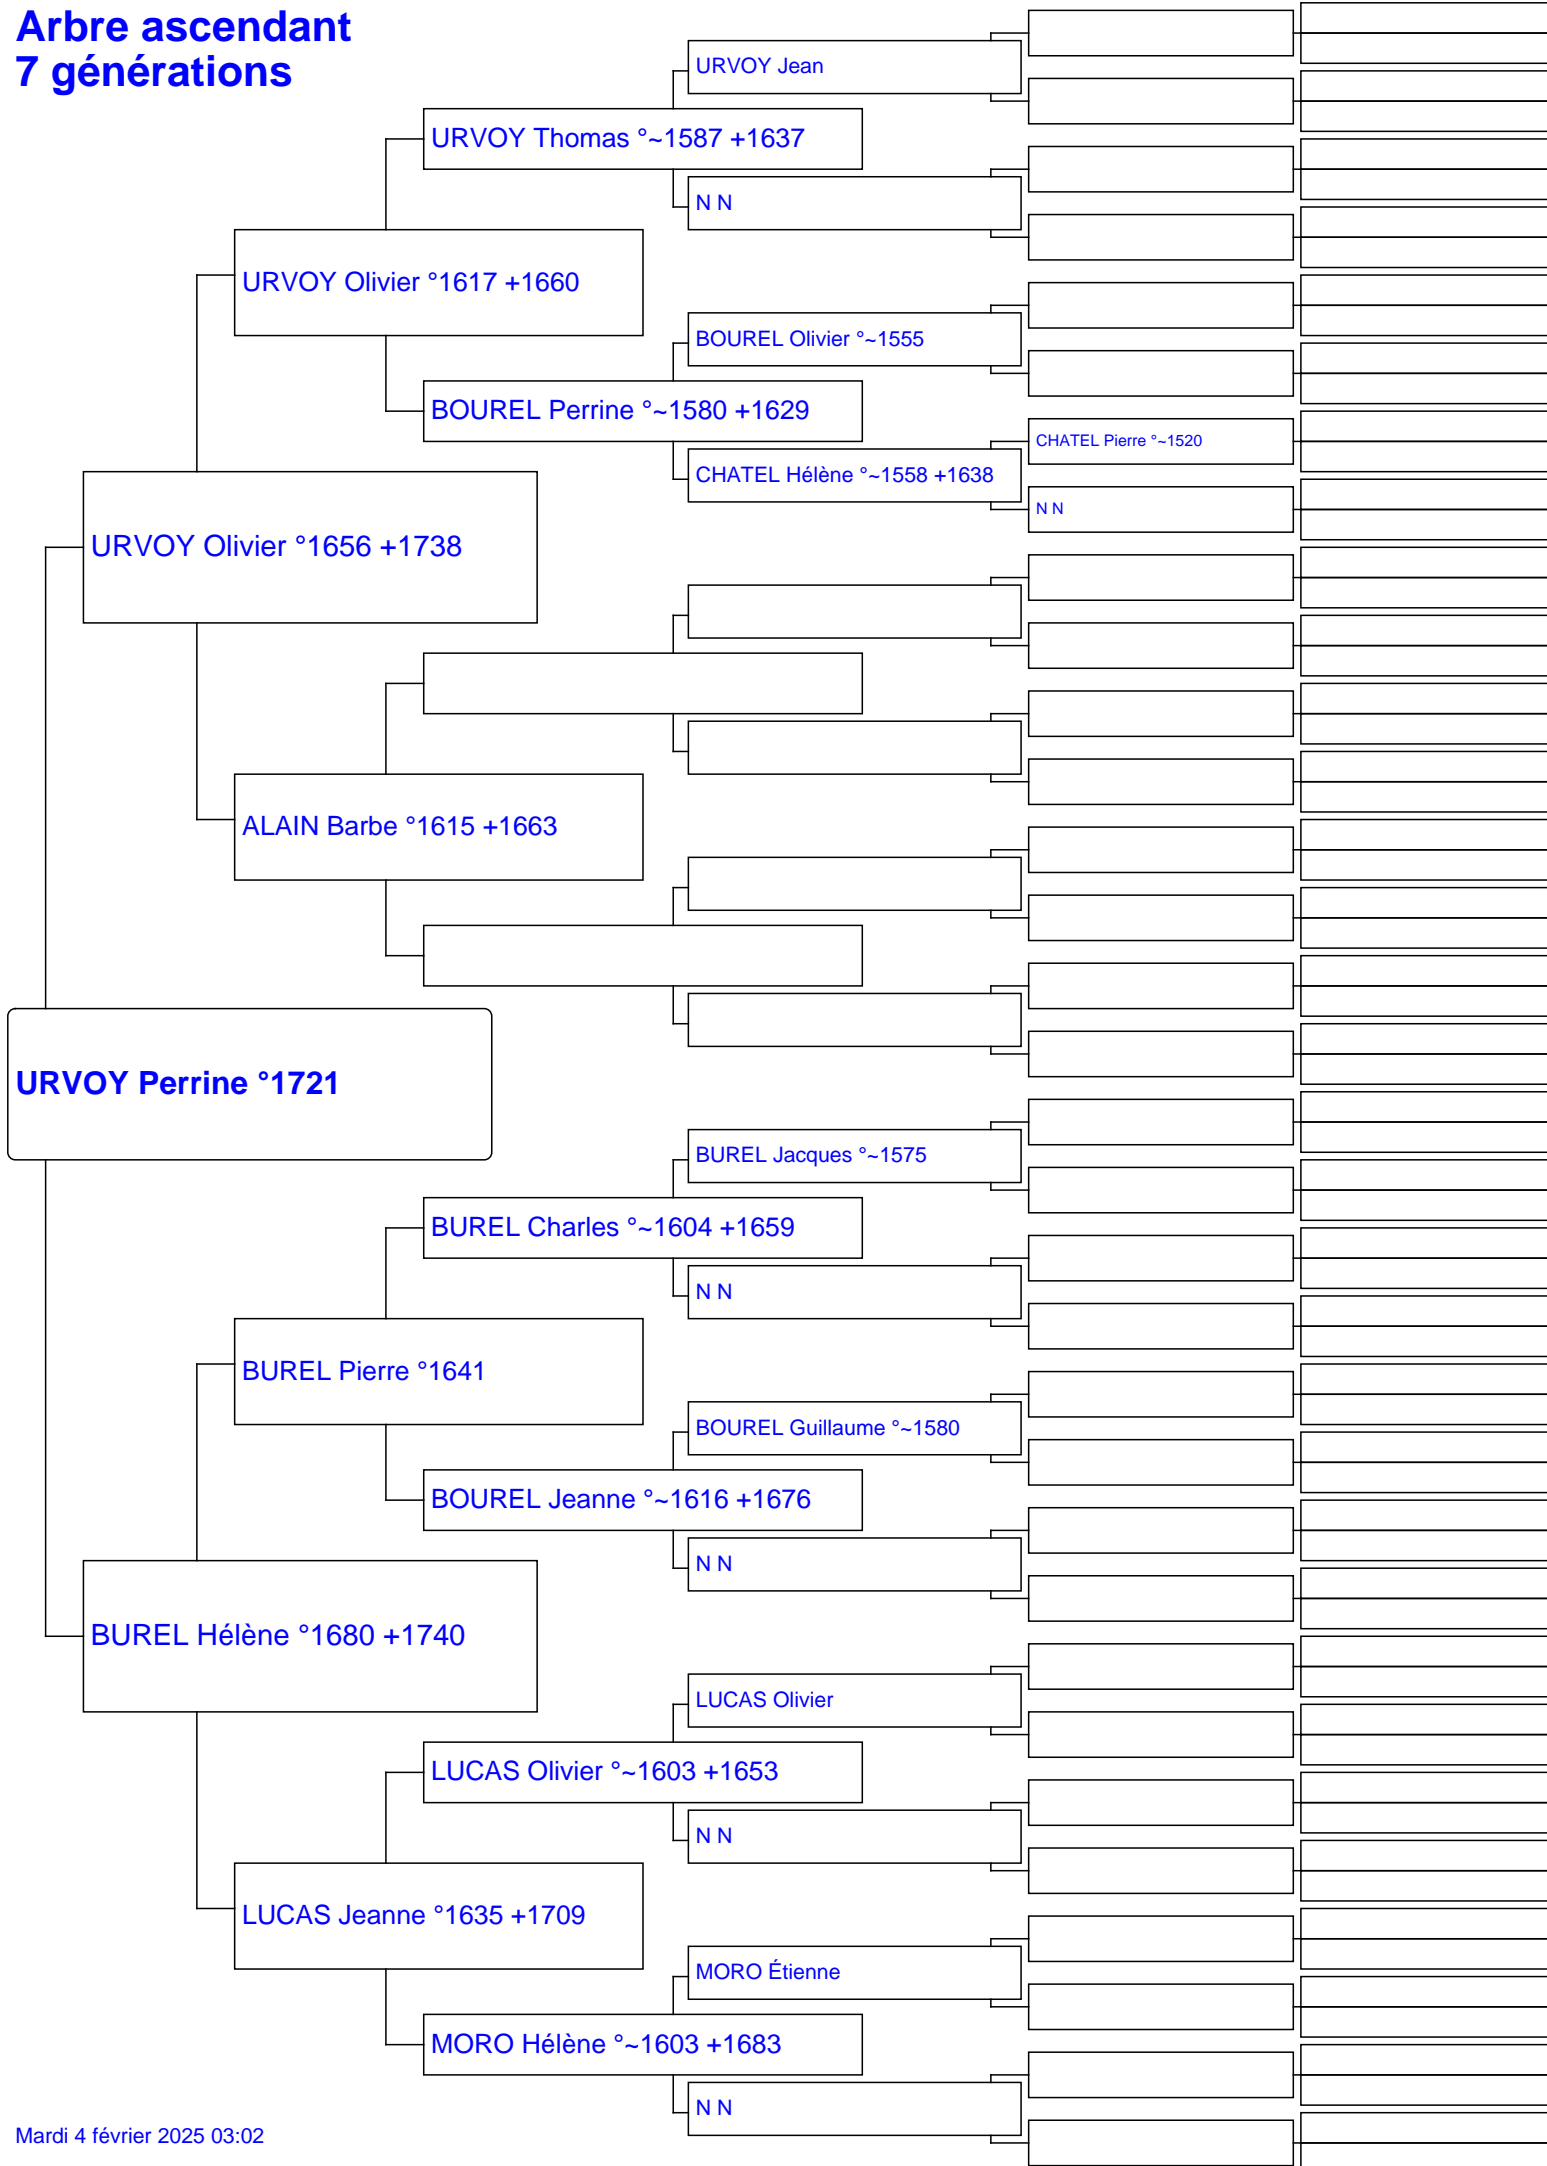 Arbre ascendant
7 générations
URVOY Jean
URVOY Thomas °~1587 +1637
N N
URVOY Olivier °1617 +1660
BOUREL Olivier °~1555
BOUREL Perrine °~1580 +1629
CHATEL Pierre °~1520
CHATEL Hélène °~1558 +1638
N N
URVOY Olivier °1656 +1738
ALAIN Barbe °1615 +1663
URVOY Perrine °1721
BUREL Jacques °~1575
BUREL Charles °~1604 +1659
N N
BUREL Pierre °1641
BOUREL Guillaume °~1580
BOUREL Jeanne °~1616 +1676
N N
BUREL Hélène °1680 +1740
LUCAS Olivier
LUCAS Olivier °~1603 +1653
N N
LUCAS Jeanne °1635 +1709
MORO Étienne
MORO Hélène °~1603 +1683
N N
Mardi 4 février 2025 03:02